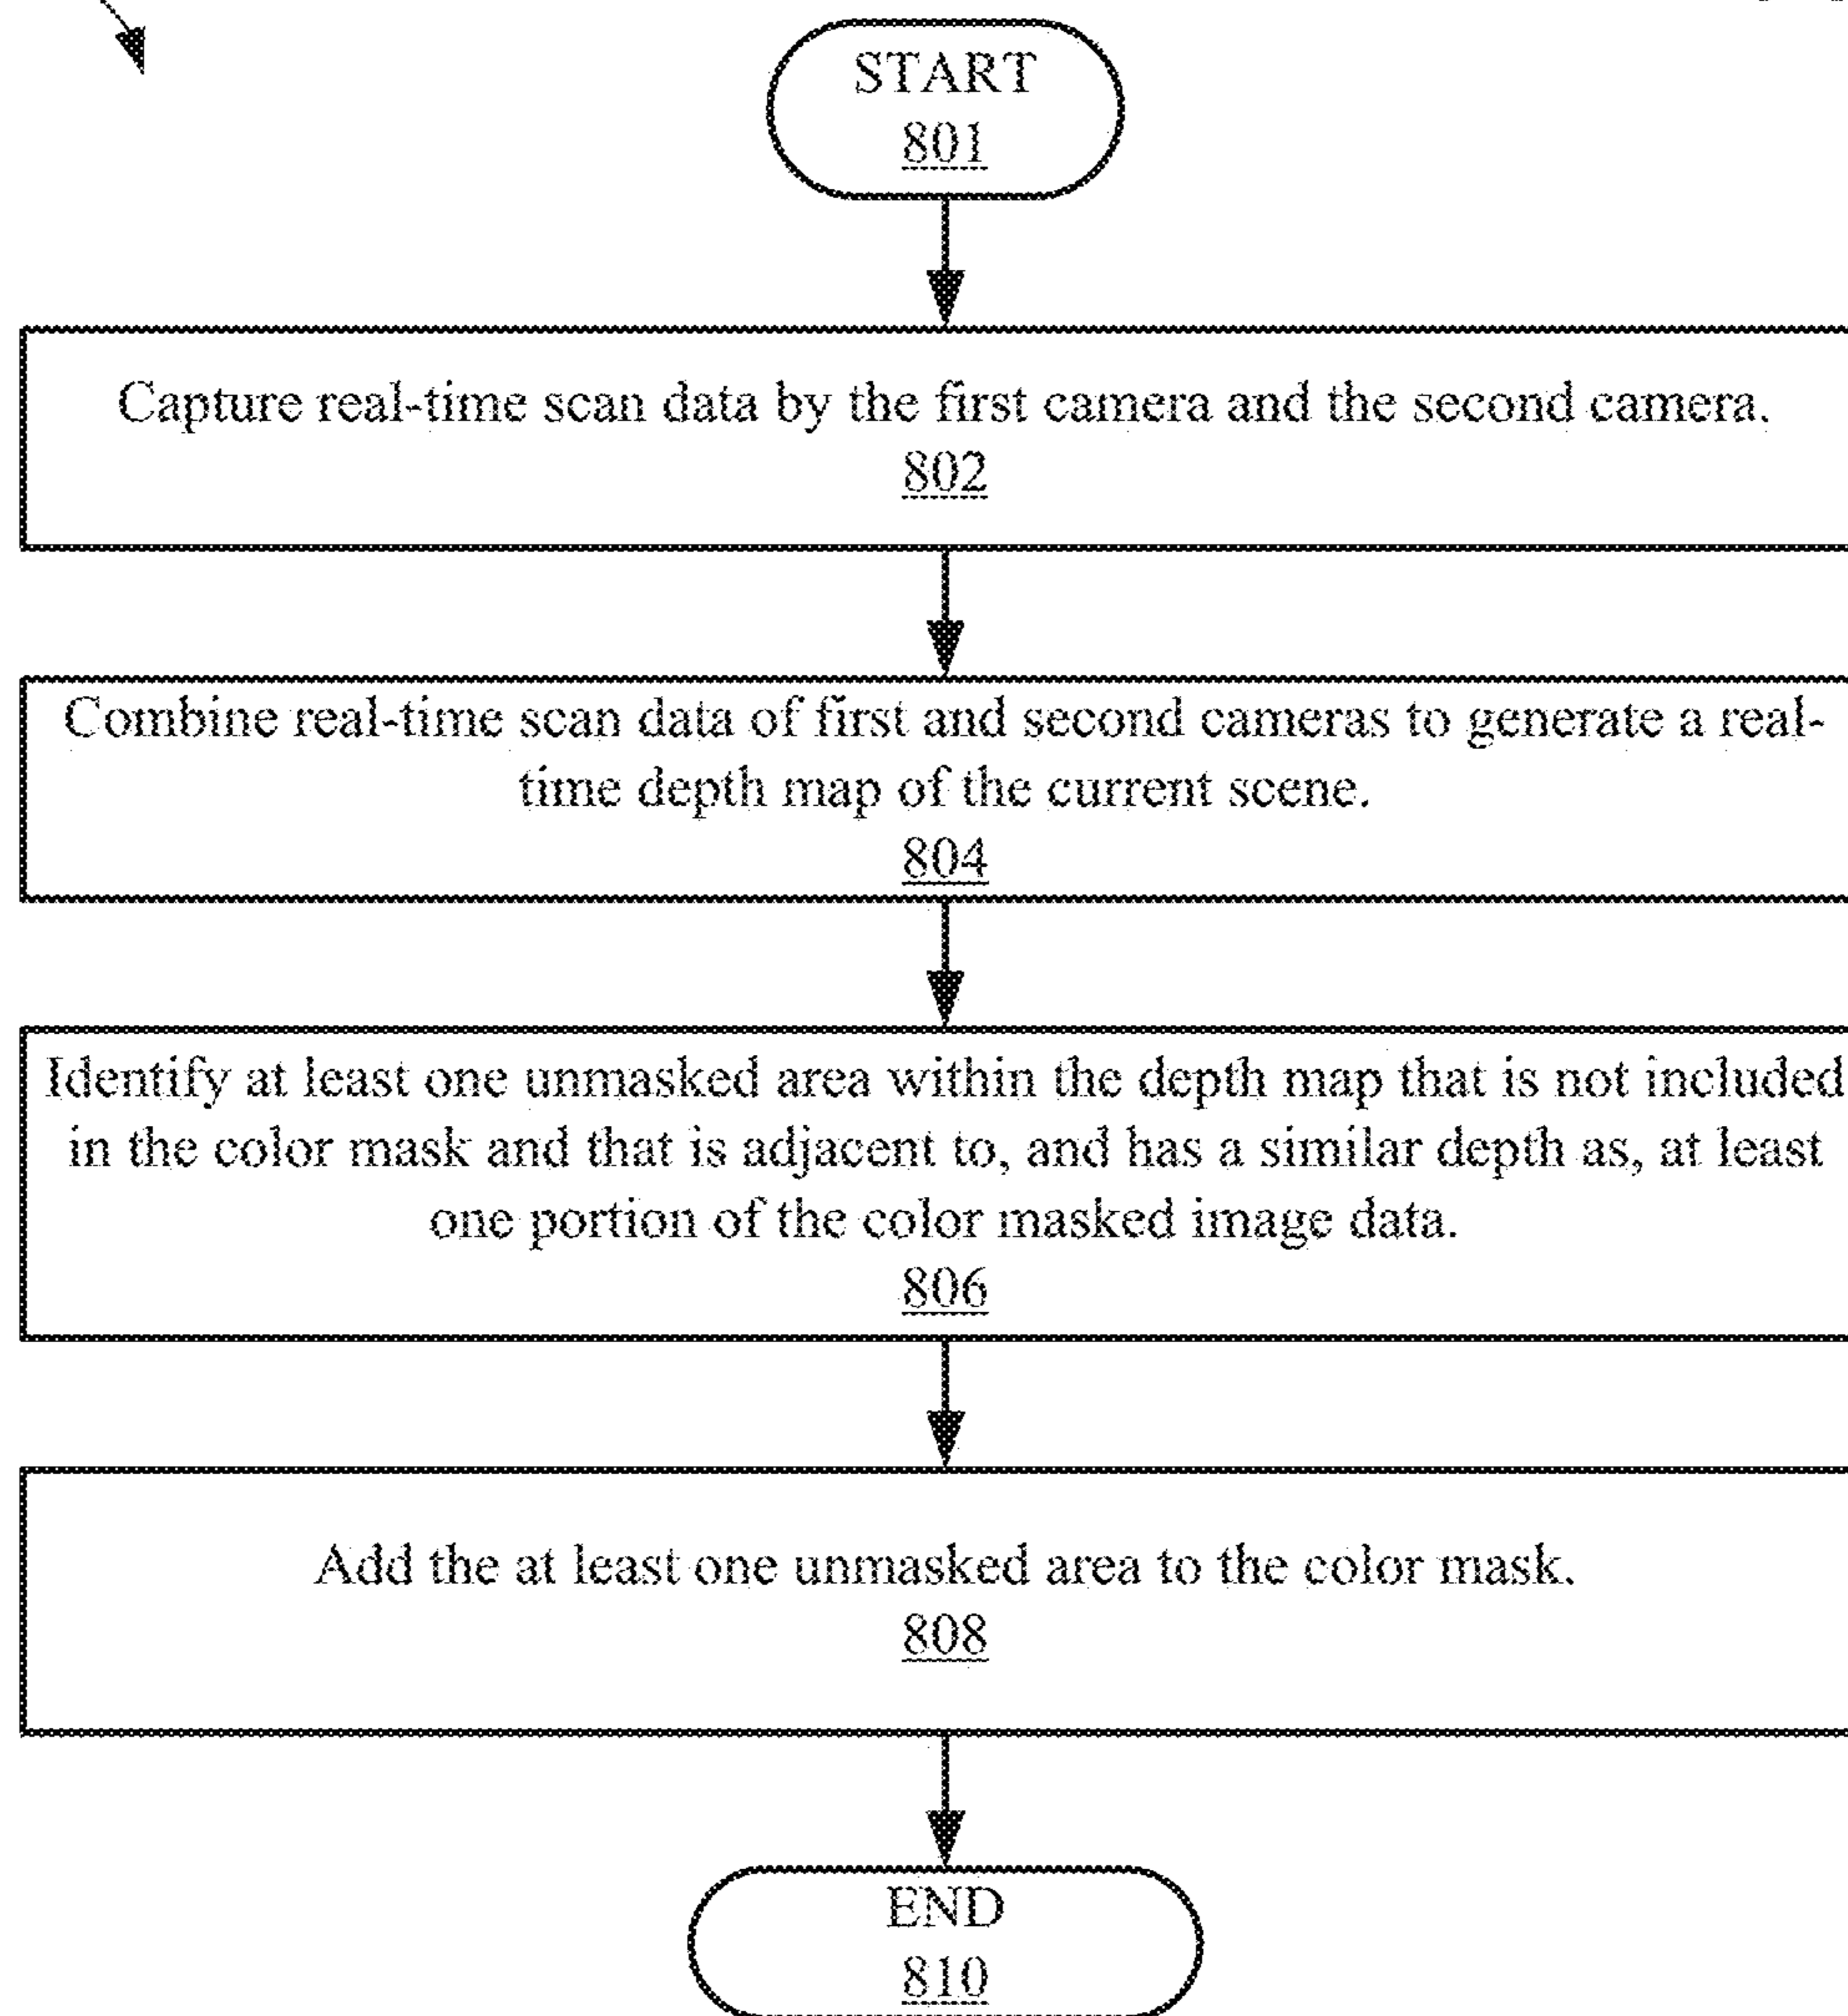 START
801
Capture real-time scan data by the first camera and the second camera.
802
Combine real-time scan data of first and second cameras to generate a real-
time depth map of the current scene.
804
Identify at least one unmasked area within the depth map that is not included
in the color mask and that is adjacent to, and has a similar depth as, at least
one portion of the color masked image data.
806
Add the at least one unmasked area to the color mask.
808
END
810